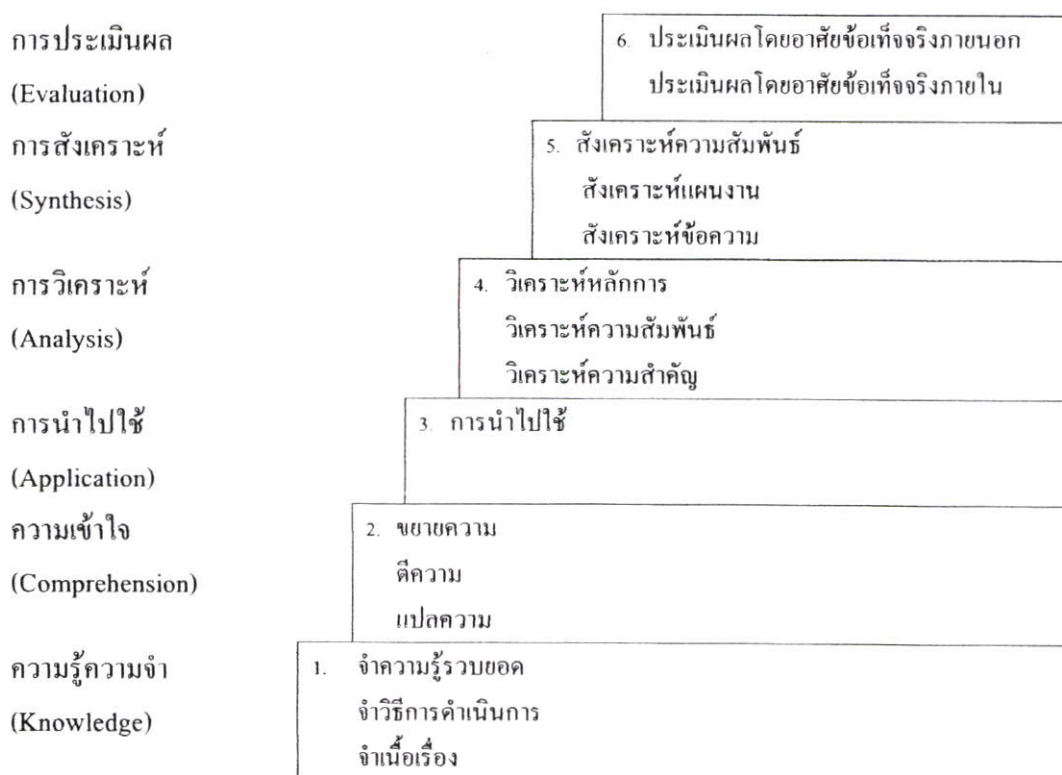 การประเมินผล
(Evaluation)
6. ประเมินผลโดยอาศัยข้อเท็จจริงภายนอก
ประเมินผลโดยอาศัยข้อเท็จจริงภายใน
การสังเคราะห์
(Synthesis)
5. สังเคราะห์ความสัมพันธ์
สังเคราะห์แผนงาน
สังเคราะห์ข้อความ
การวิเคราะห์
(Analysis)
4. วิเคราะห์หลักการ
วิเคราะห์ความสัมพันธ์
วิเคราะห์ความสำคัญ
การนำไปใช้
(Application)
3. การนำไปใช้
ความเข้าใจ
(Comprehension)
2. ขยายความ
ตีความ
แปลความ
ความรู้ความจำ
(Knowledge)
1. จำความรู้รวบยอด
จำวิธีการดำเนินการ
จำเนื้อเรื่อง